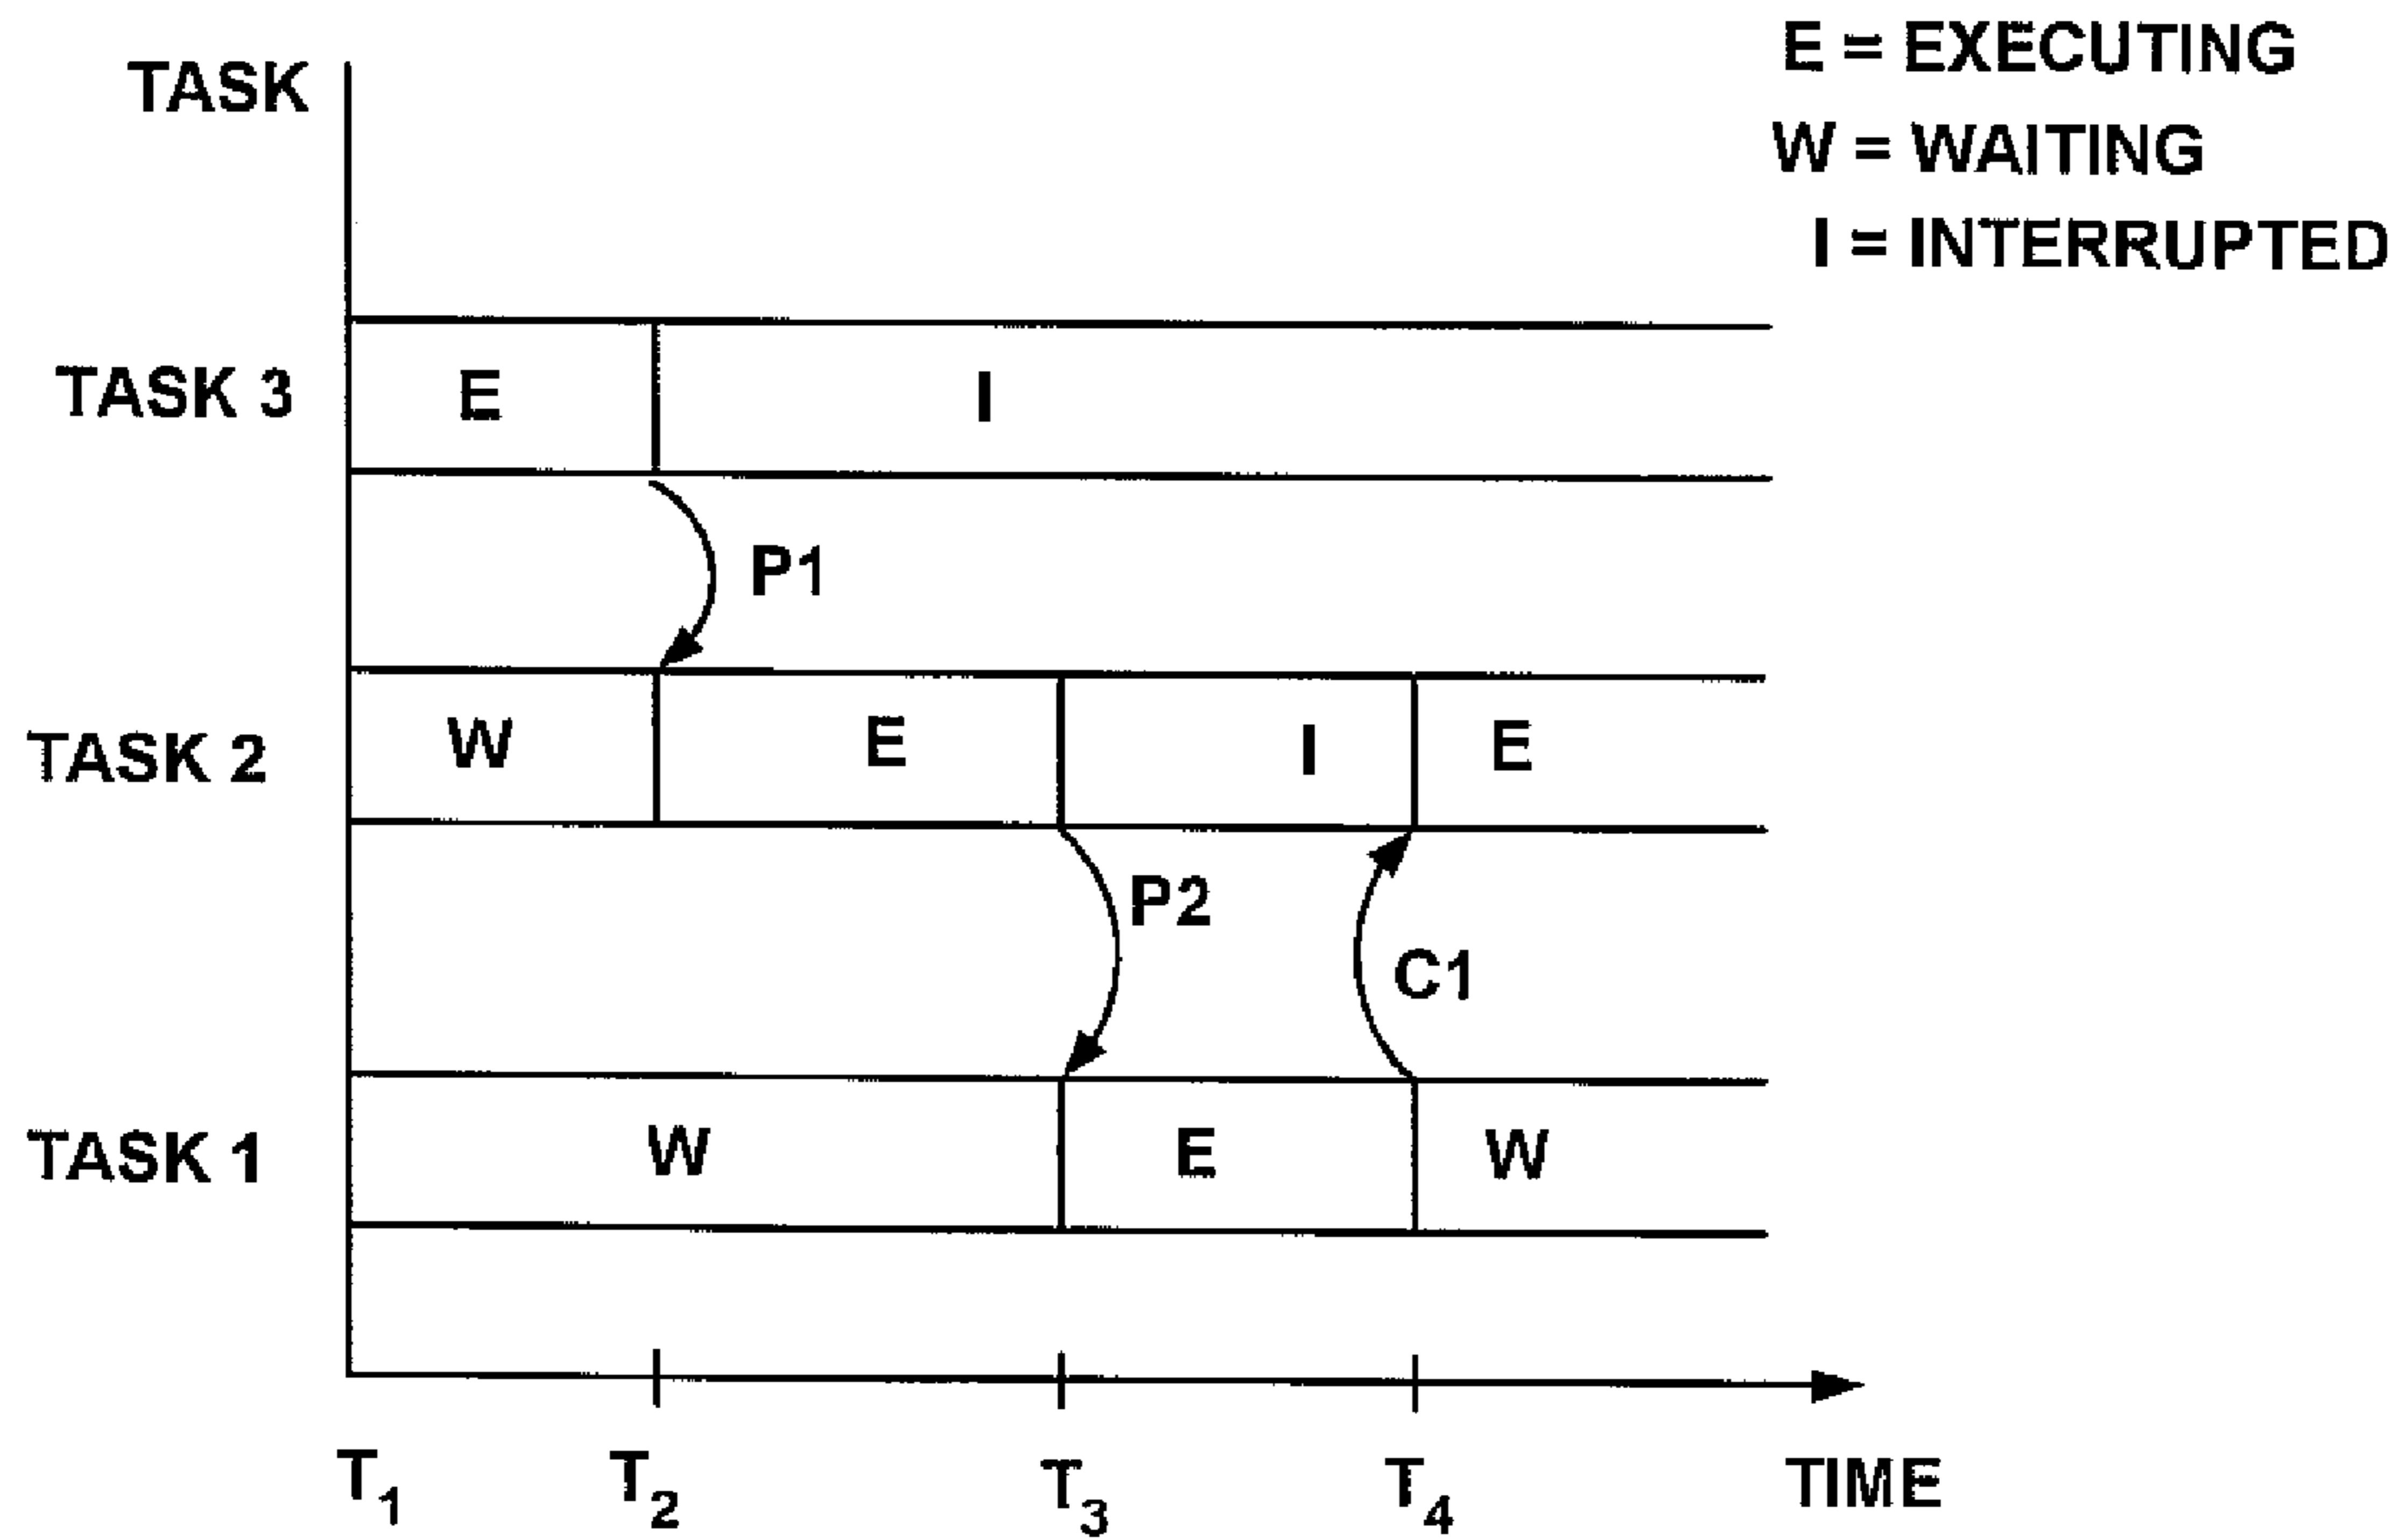 TASK
E = EXECUTING
W = WAITING
I = INTERRUPTED
TASK 3 E I
P1
TASK 2 W E I E
P2
C1
TASK 1 W E W
T1 T2 T3 T4 TIME